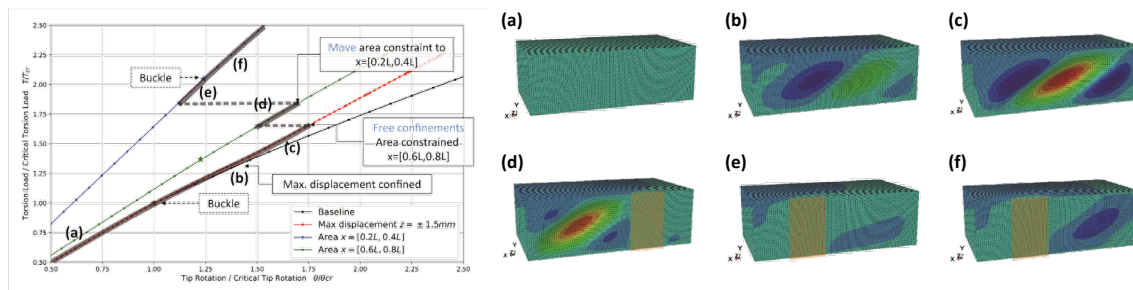 2.50
2.25
2.00
1.75
1.50
1.25
1.00
0.75
0.50
Torsion Load / Critical Torsion Load T/Tcr
0.50 0.75 1.00 1.25 1.50 1.75 2.00 2.25 2.50
Tip Rotation / Critical Tip Rotation θ/θcr
(f)
Buckle
(e)
(d)
Move area constraint to
x=[0.2L,0.4L]
Free confinements
Area constrained
x=[0.6L,0.8L]
(c)
(b)
Max. displacement confined
Buckle
(a)
Baseline
Max displacement z = ± 1.5mm
Area x = [0.2L, 0.4L]
Area x = [0.6L, 0.8L]
(a)
(b)
(c)
Y
X Z
Y
X Z
Y
X Z
(d)
(e)
(f)
Y
X Z
Y
X Z
Y
X Z